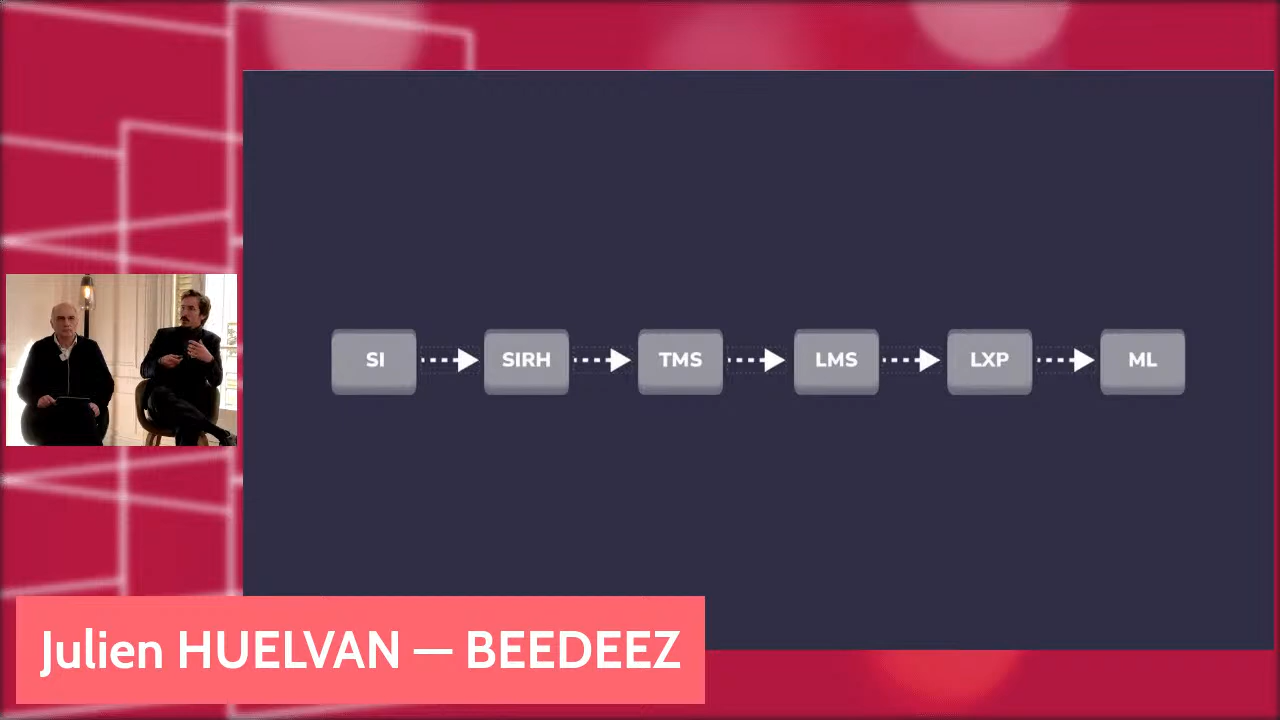 SI
SIRH
TMS
LMS
LXP
ML
Julien HUELVAN — BEEDEEZ